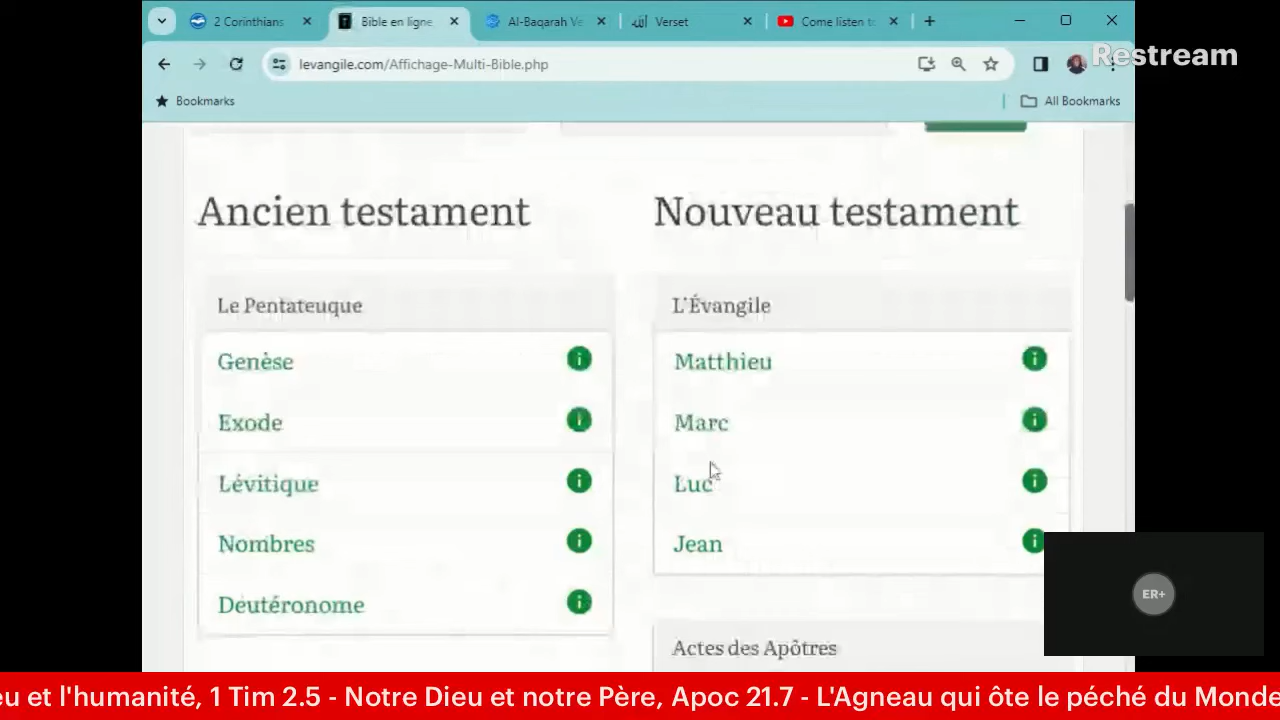 2 Corinthians
Bible en ligne
Al-Baqarah Ve
Verset
Come listen to
levangile.com/Affichage-Multi-Bible.php
Restream
Bookmarks
All Bookmarks
Ancien testament
Nouveau testament
Le Pentateuque
L'Évangile
Genèse
Matthieu
Exode
Marc
Lévitique
Luc
Nombres
Jean
Deutéronome
ER+
Actes des Apôtres
eu et l'humanité, 1 Tim 2.5 - Notre Dieu et notre Père, Apoc 21.7 - L'Agneau qui ôte le péché du Monde